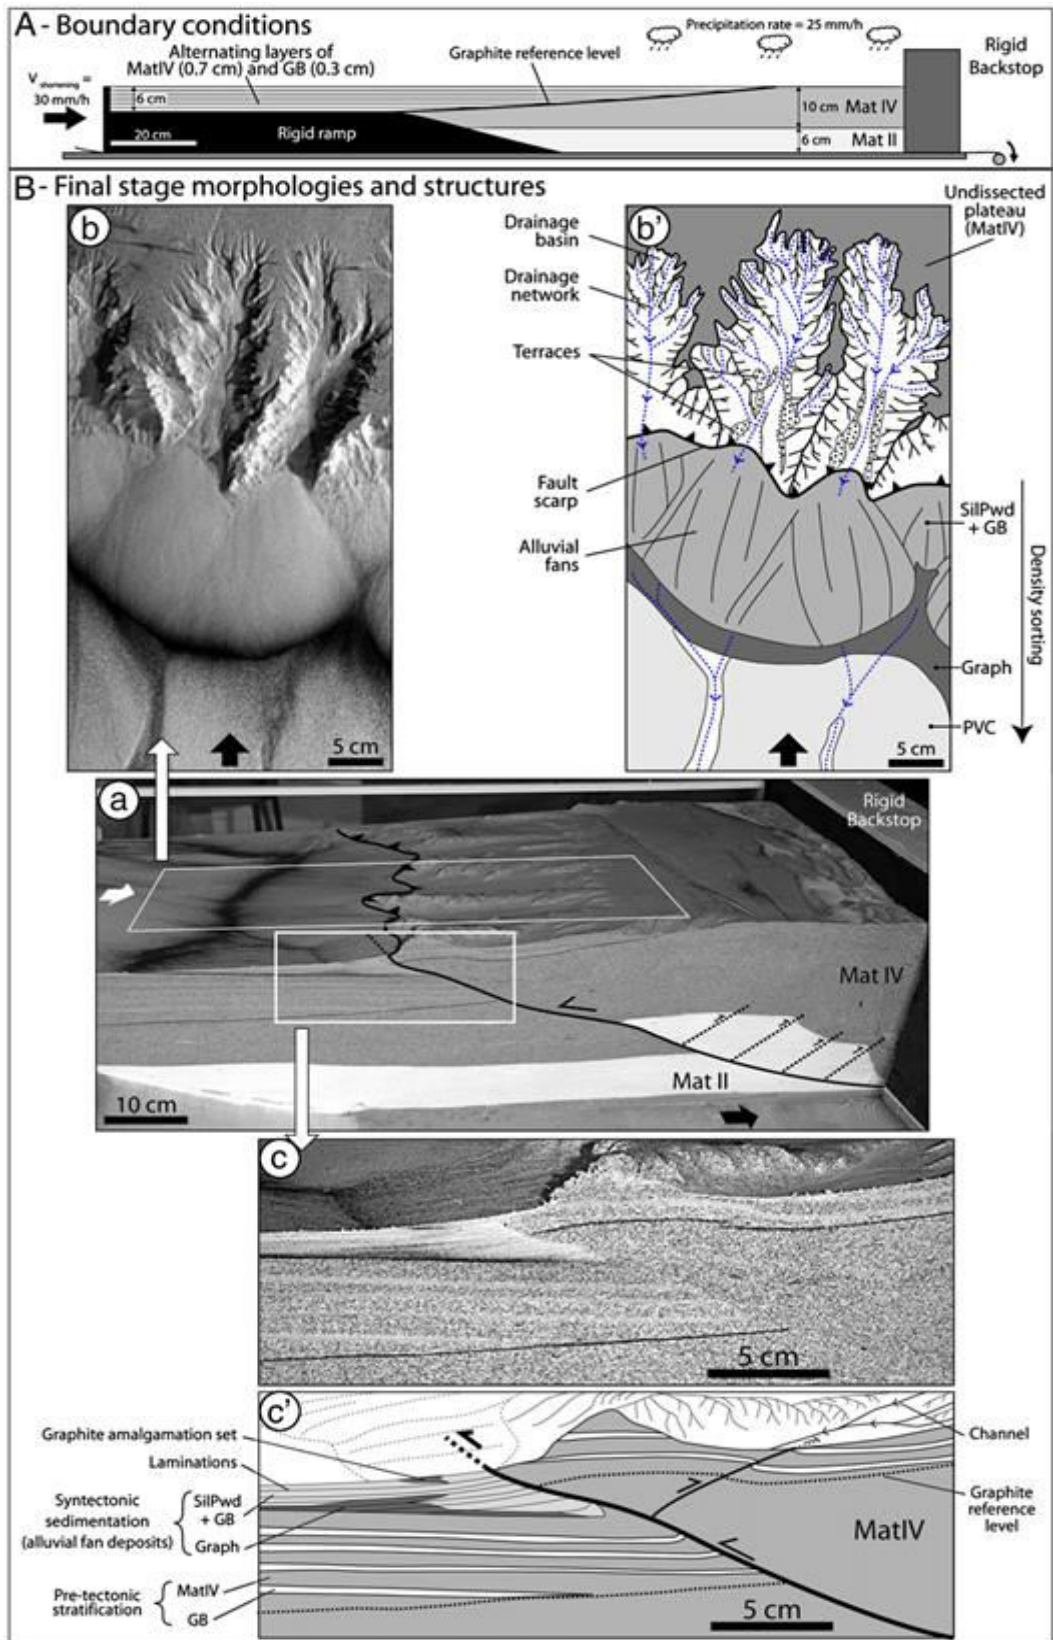 A - Boundary conditions
Precipitation rate = 25 mm/h
Alternating layers of
MatIV (0.7 cm) and GB (0.3 cm)
Graphite reference level
Rigid
Backstop
V shortening =
30 mm/h
6 cm
10 cm
Mat IV
20 cm
Rigid ramp
6 cm
Mat II
B - Final stage morphologies and structures
b
b'
Drainage
basin
Undissected
plateau
(MatIV)
Drainage
network
Terraces
Fault
scarp
SilPwd
+ GB
Alluvial
fans
Density sorting
Graph
PVC
5 cm
5 cm
a
Rigid
Backstop
Mat IV
Mat II
10 cm
c
5 cm
c'
Graphite amalgamation set
Channel
Laminations
Syntectonic
sedimentation
(alluvial fan deposits)
SilPwd
+ GB
Graph
Graphite
reference
level
MatIV
Pre-tectonic
stratification
MatIV
GB
5 cm